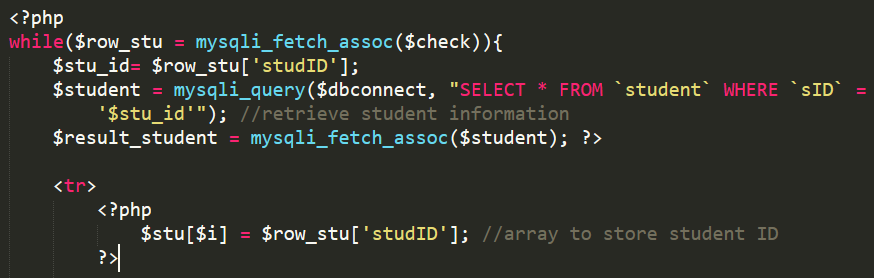 <?php
while($row_stu = mysqli_fetch_assoc($check)){
    $stu_id= $row_stu['studID'];
    $student = mysqli_query($dbconnect, "SELECT * FROM `student` WHERE `sID` =
        '$stu_id'"); //retrieve student information
    $result_student = mysqli_fetch_assoc($student); ?>
    <tr>
        <?php
            $stu[$i] = $row_stu['studID']; //array to store student ID
        ?>